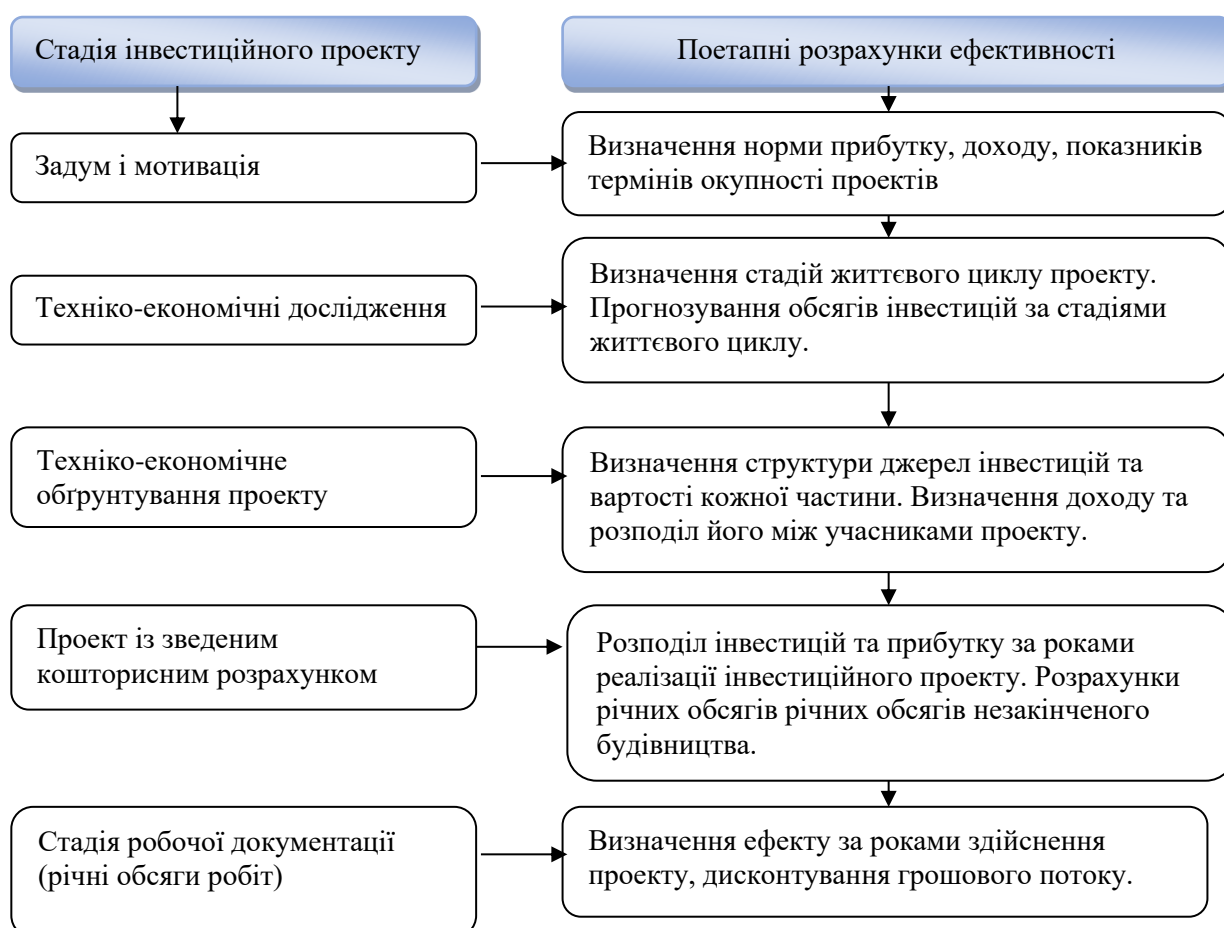 Стадія інвестиційного проекту
Поетапні розрахунки ефективності
Задум і мотивація
Визначення норми прибутку, доходу, показників
термінів окупності проектів
Техніко-економічні дослідження
Визначення стадій життєвого циклу проекту.
Прогнозування обсягів інвестицій за стадіями
життєвого циклу.
Техніко-економічне
обґрунтування проекту
Визначення структури джерел інвестицій та
вартості кожної частини. Визначення доходу та
розподіл його між учасниками проекту.
Проект із зведеним
кошторисним розрахунком
Розподіл інвестицій та прибутку за роками
реалізації інвестиційного проекту. Розрахунки
річних обсягів річних обсягів незакінченого
будівництва.
Стадія робочої документації
(річні обсяги робіт)
Визначення ефекту за роками здійснення
проекту, дисконтування грошового потоку.